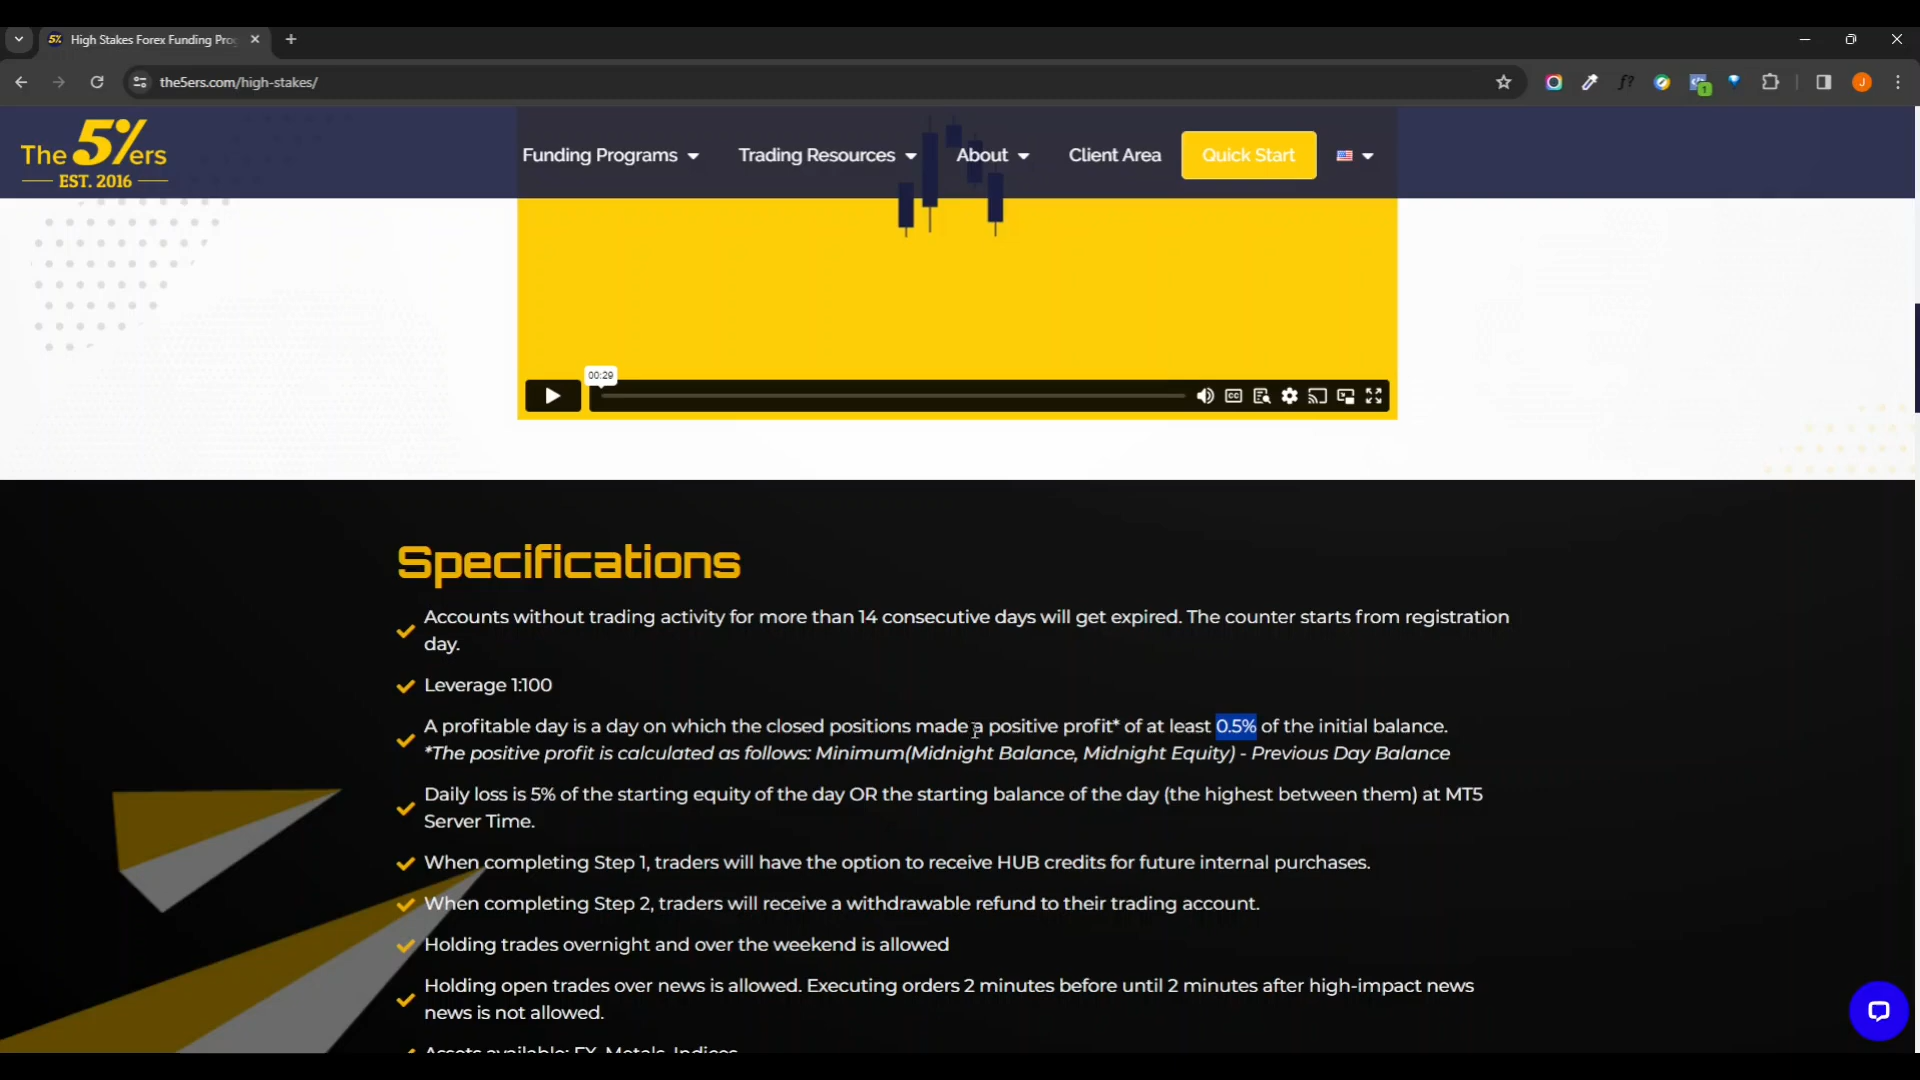 High Stakes Forex Funding Pro
the5ers.com/high-stakes/
The 5%ers
EST. 2016
Funding Programs
Trading Resources
About
Client Area
Quick Start
00:29
Specifications
Accounts without trading activity for more than 14 consecutive days will get expired. The counter starts from registration
day.
Leverage 1:100
A profitable day is a day on which the closed positions made a positive profit* of at least 0.5% of the initial balance.
*The positive profit is calculated as follows: Minimum(Midnight Balance, Midnight Equity) - Previous Day Balance
Daily loss is 5% of the starting equity of the day OR the starting balance of the day (the highest between them) at MT5
Server Time.
When completing Step 1, traders will have the option to receive HUB credits for future internal purchases.
When completing Step 2, traders will receive a withdrawable refund to their trading account.
Holding trades overnight and over the weekend is allowed
Holding open trades over news is allowed. Executing orders 2 minutes before until 2 minutes after high-impact news
news is not allowed.
Assets available: FX, Metals, Indices